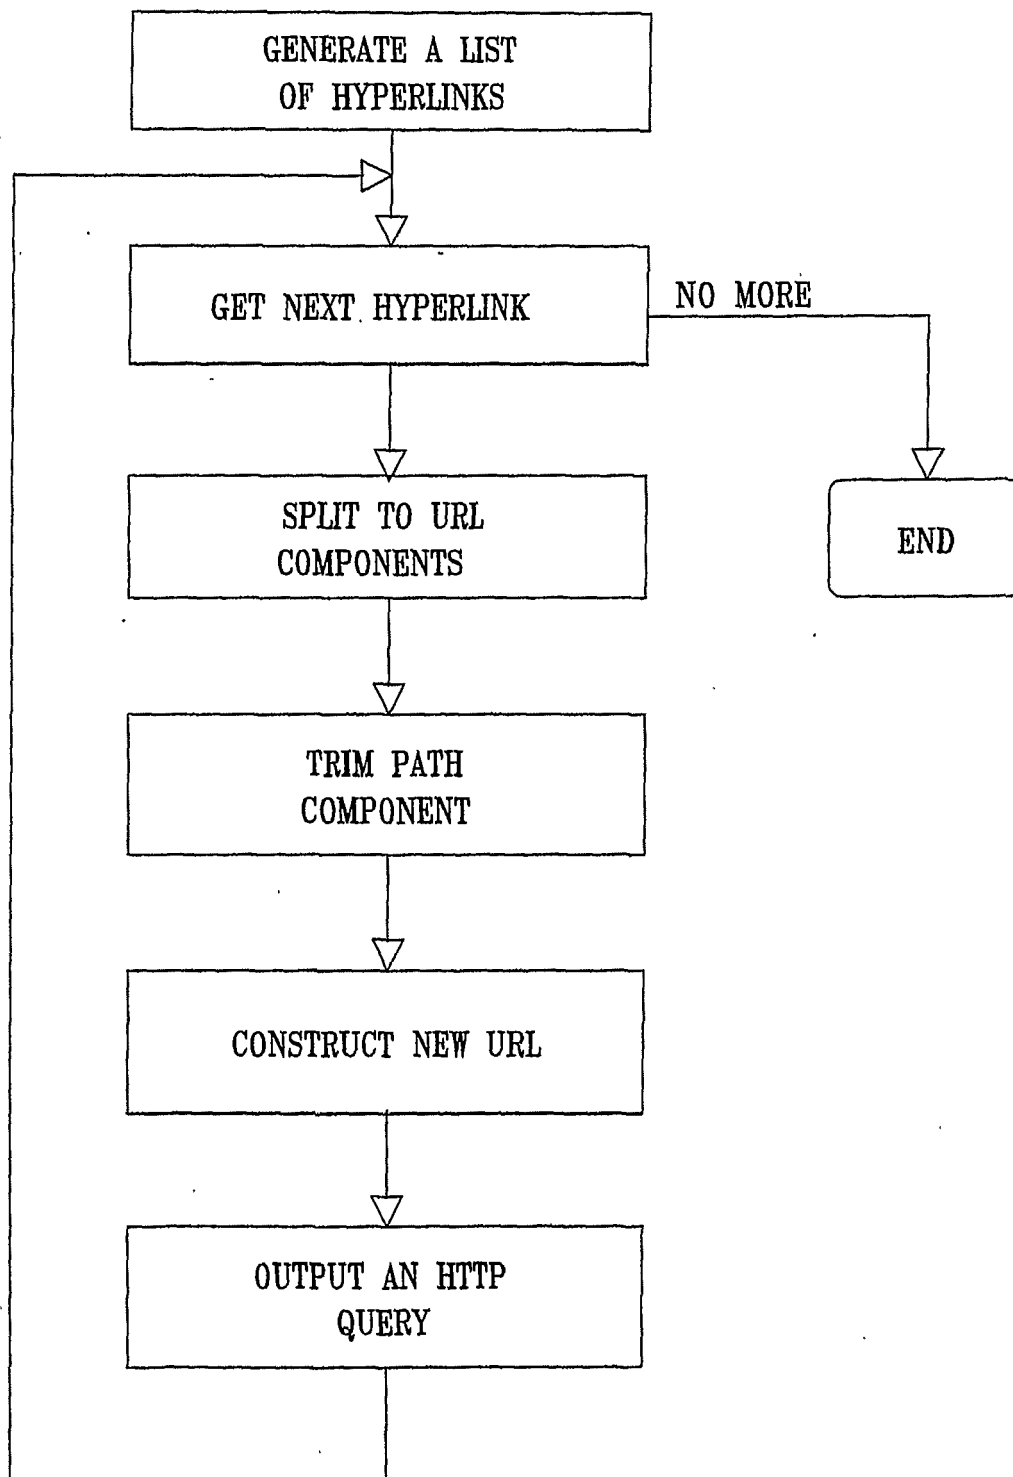 GENERATE A LIST
OF HYPERLINKS
GET NEXT HYPERLINK
NO MORE
SPLIT TO URL
COMPONENTS
END
TRIM PATH
COMPONENT
CONSTRUCT NEW URL
OUTPUT AN HTTP
QUERY